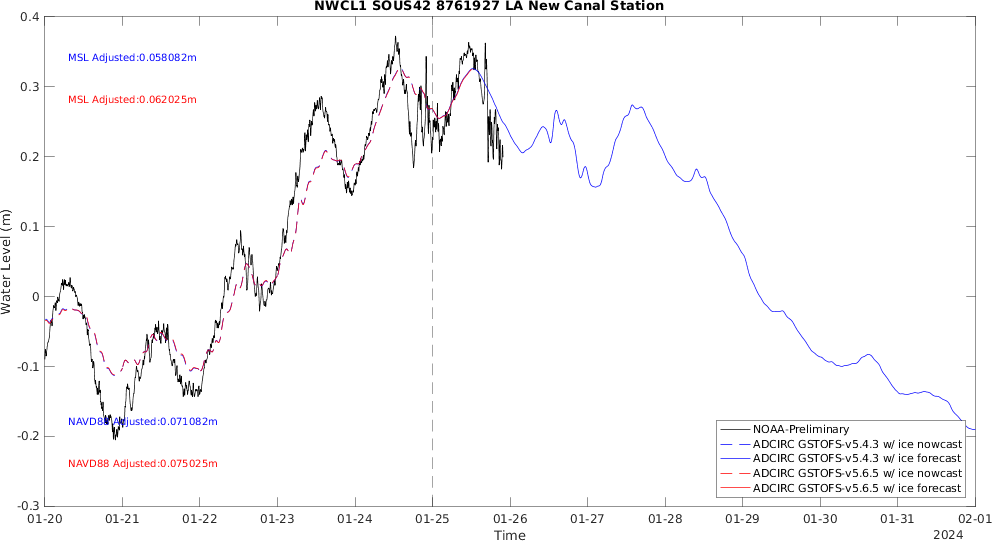 NWCL1 SOUS42 8761927 LA New Canal Station
0.4
0.3
0.2
0.1
0
-0.1
-0.2
-0.3
Water Level (m)
MSL Adjusted:0.058082m
MSL Adjusted:0.062025m
NAVD88 Adjusted:0.071082m
NAVD88 Adjusted:0.075025m
NOAA-Preliminary
ADCIRC GSTOFS-v5.4.3 w/ ice nowcast
ADCIRC GSTOFS-v5.4.3 w/ ice forecast
ADCIRC GSTOFS-v5.6.5 w/ ice nowcast
ADCIRC GSTOFS-v5.6.5 w/ ice forecast
01-20 01-21 01-22 01-23 01-24 01-25 01-26 01-27 01-28 01-29 01-30 01-31 02-01
Time
2024